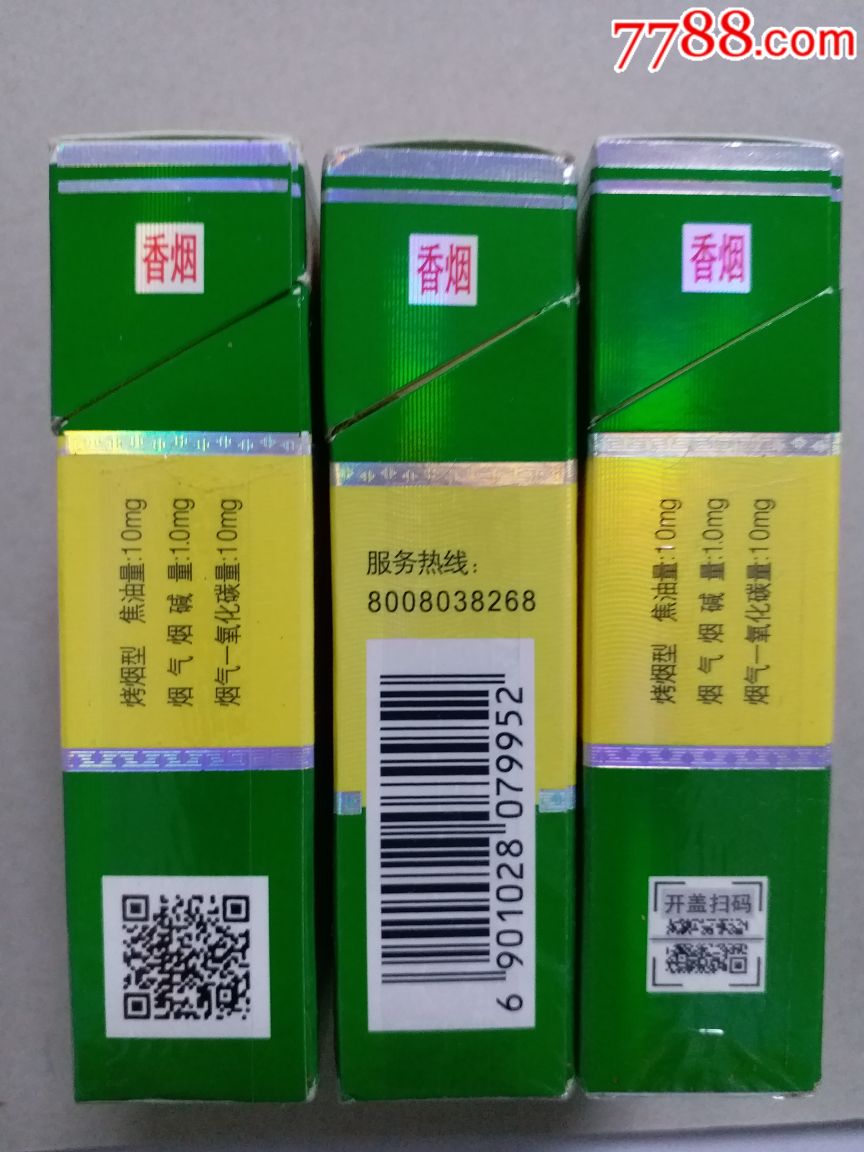 7788.com
香烟
烤烟型 焦油量:10mg
烟气烟碱量:1.0mg
烟气一氧化碳量:10mg
香烟
服务热线:
8008038268
6 901028 079952
香烟
烤烟型 焦油量:10mg
烟气烟碱量:1.0mg
烟气一氧化碳量:10mg
开盖扫码